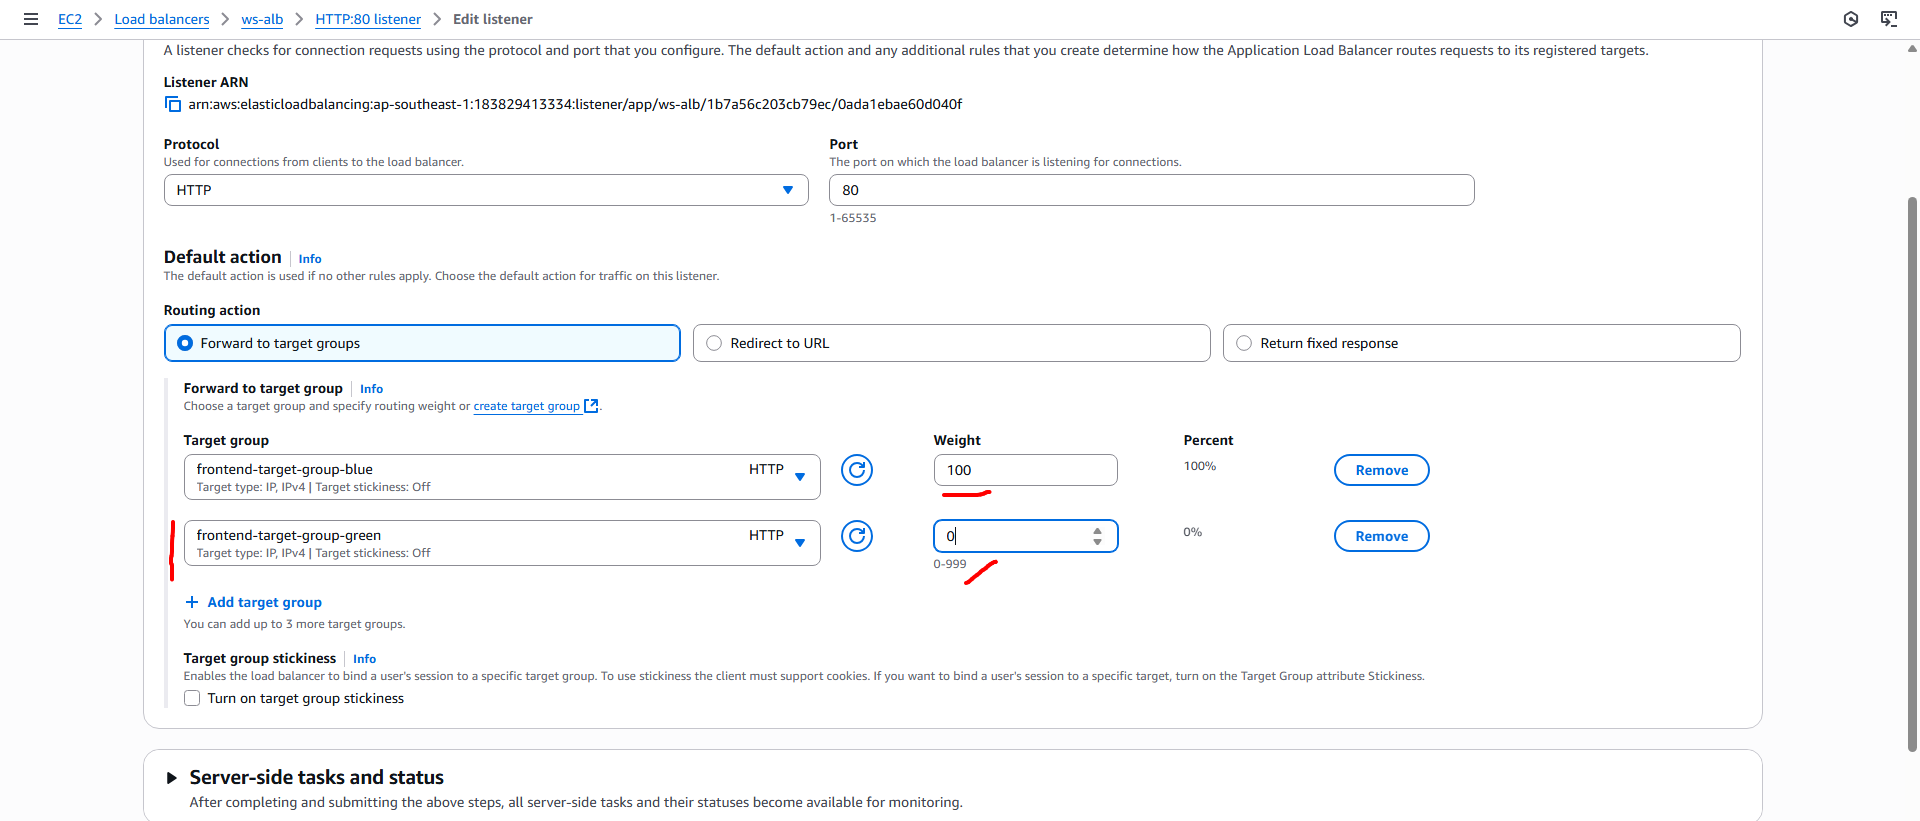 EC2 > Load balancers > ws-alb > HTTP:80 listener > Edit listener
A listener checks for connection requests using the protocol and port that you configure. The default action and any additional rules that you create determine how the Application Load Balancer routes requests to its registered targets.
Listener ARN
arn:aws:elasticloadbalancing:ap-southeast-1:183829413334:listener/app/ws-alb/1b7a56c203cb79ec/0ada1ebae60d040f
Protocol
Used for connections from clients to the load balancer.
HTTP
Port
The port on which the load balancer is listening for connections.
80
1-65535
Default action | Info
The default action is used if no other rules apply. Choose the default action for traffic on this listener.
Routing action
Forward to target groups
Redirect to URL
Return fixed response
Forward to target group | Info
Choose a target group and specify routing weight or create target group.
Target group Weight Percent
frontend-target-group-blue HTTP 100 100% Remove
Target type: IP, IPv4 | Target stickiness: Off
frontend-target-group-green HTTP 0 0% Remove
Target type: IP, IPv4 | Target stickiness: Off
0-999
+ Add target group
You can add up to 3 more target groups.
Target group stickiness | Info
Enables the load balancer to bind a user's session to a specific target group. To use stickiness the client must support cookies. If you want to bind a user's session to a specific target, turn on the Target Group attribute Stickiness.
Turn on target group stickiness
Server-side tasks and status
After completing and submitting the above steps, all server-side tasks and their statuses become available for monitoring.